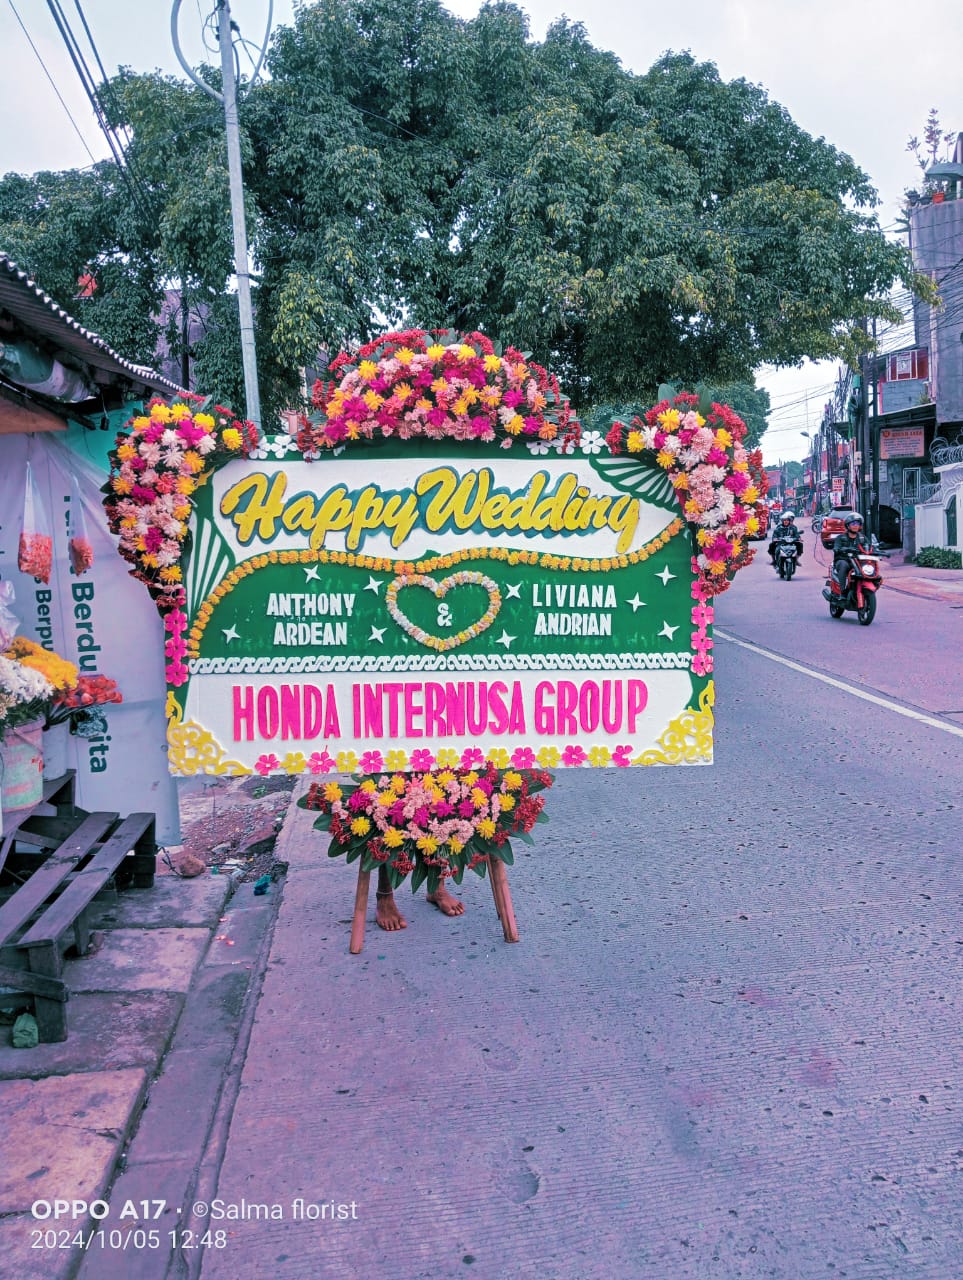 Happy Wedding
ANTHONY
ARDEAN
&
LIVIANA
ANDRIAN
HONDA INTERNUSA GROUP
OPPO A17 · ©Salma florist
2024/10/05 12:48